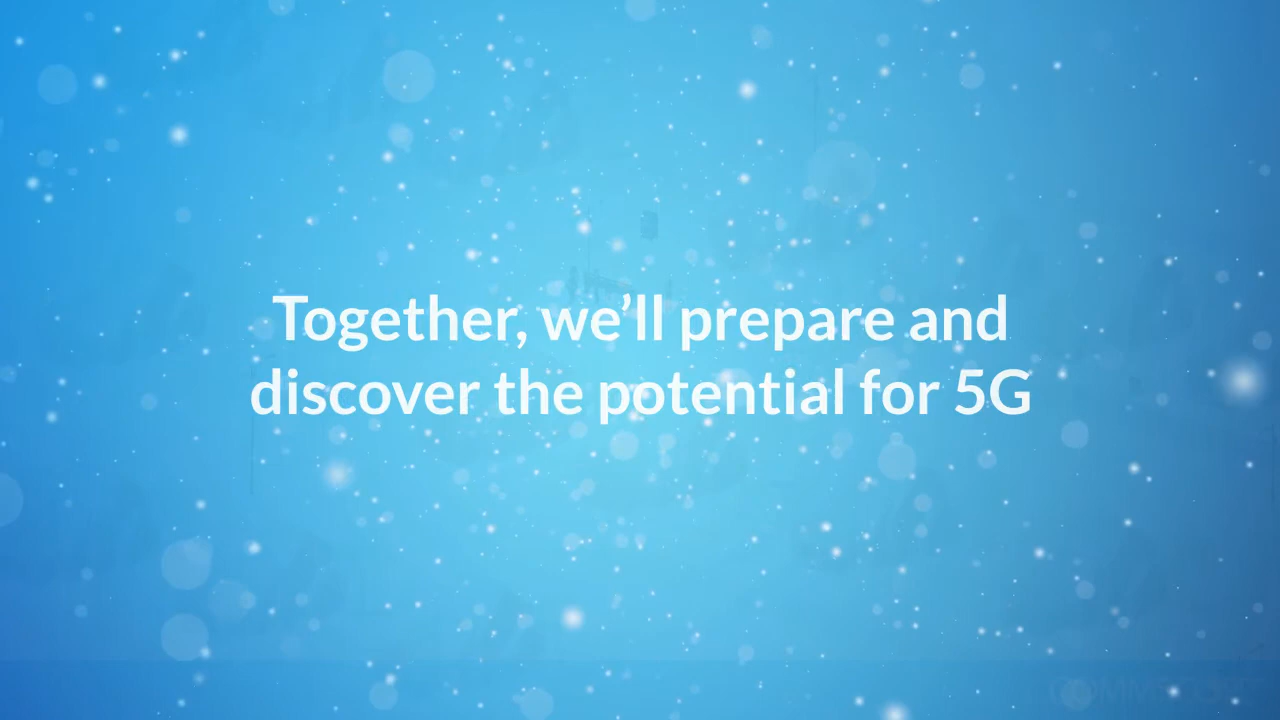 Together, we’ll prepare and
discover the potential for 5G